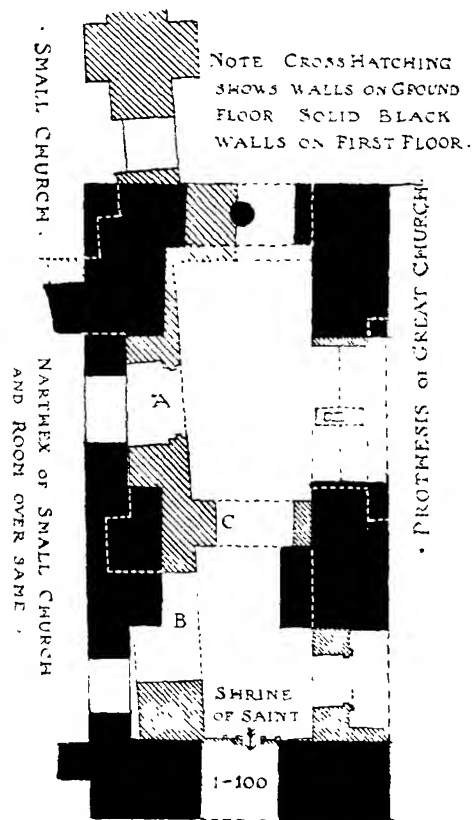 NOTE CROSS HATCHING
SHOWS WALLS ON GROUND
FLOOR SOLID BLACK
WALLS ON FIRST FLOOR.
· SMALL CHURCH ·
NARTHEX OF SMALL CHURCH
AND ROOM OVER SAME ·
· PROTHESIS OF GREAT CHURCH ·
A
C
B
SHRINE
OF SAINT
1-100